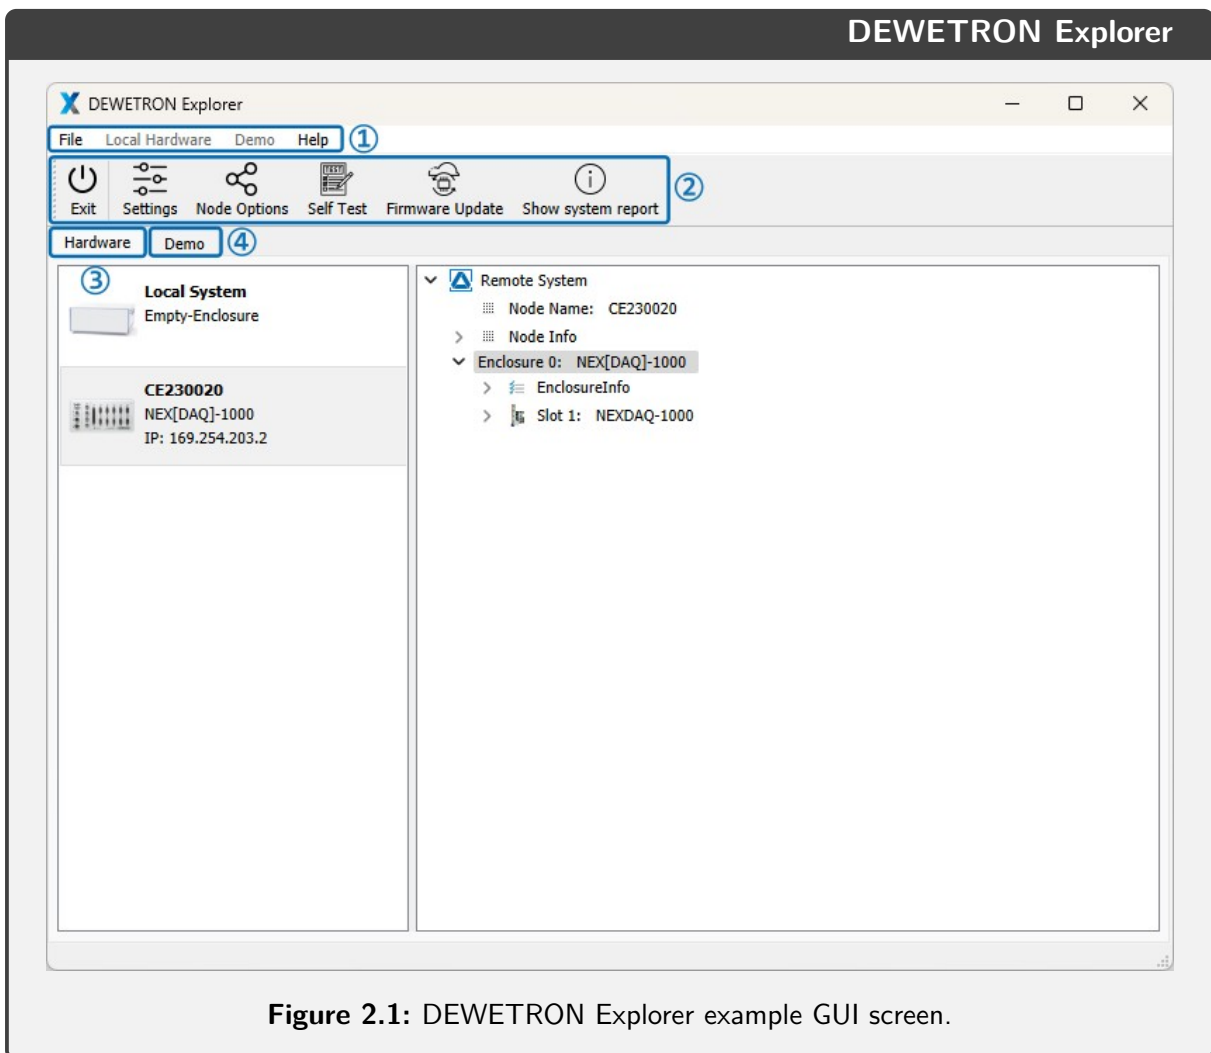 DEWETRON Explorer
DEWETRON Explorer
File Local Hardware Demo Help ①
Exit Settings Node Options Self Test Firmware Update Show system report ②
Hardware Demo ④
③
Local System
Empty-Enclosure
CE230020
NEX[DAQ]-1000
IP: 169.254.203.2
Remote System
Node Name: CE230020
Node Info
Enclosure 0: NEX[DAQ]-1000
EnclosureInfo
Slot 1: NEXDAQ-1000
Figure 2.1: DEWETRON Explorer example GUI screen.